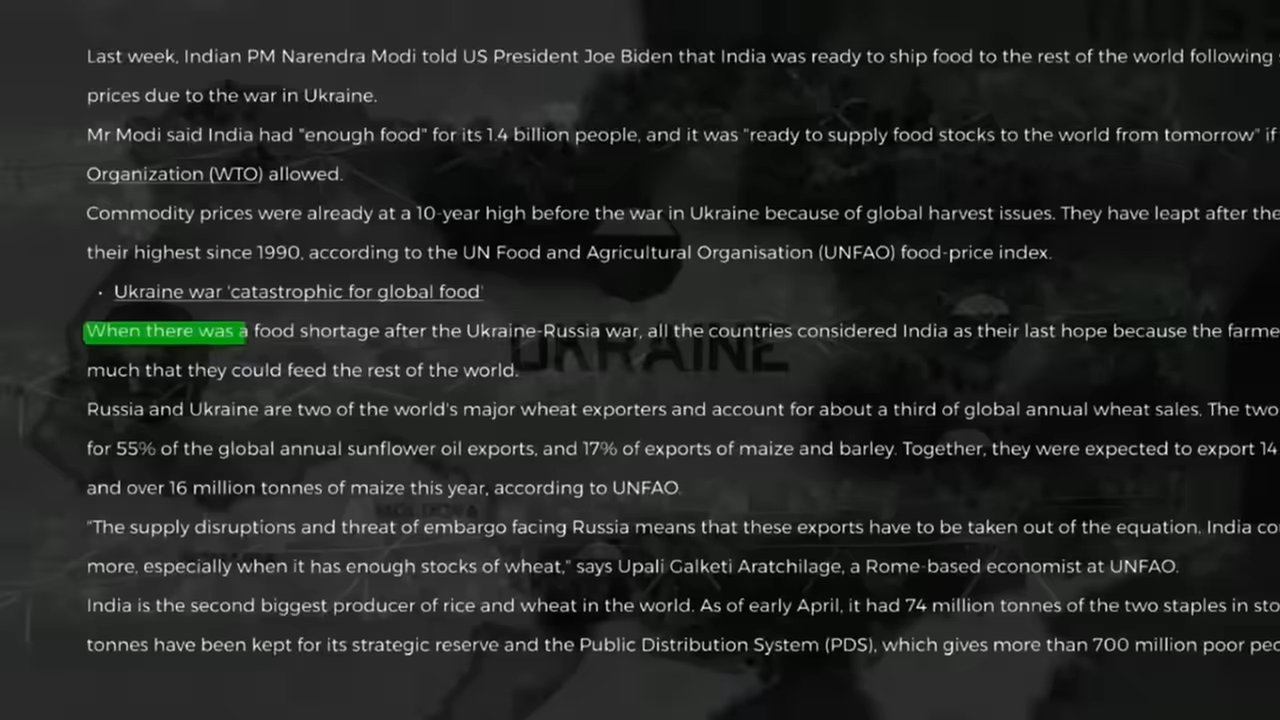 Last week, Indian PM Narendra Modi told US President Joe Biden that India was ready to ship food to the rest of the world following
prices due to the war in Ukraine.
Mr Modi said India had "enough food" for its 1.4 billion people, and it was "ready to supply food stocks to the world from tomorrow" if
Organization (WTO) allowed.
Commodity prices were already at a 10-year high before the war in Ukraine because of global harvest issues. They have leapt after the
their highest since 1990, according to the UN Food and Agricultural Organisation (UNFAO) food-price index.
• Ukraine war 'catastrophic for global food'
When there was a food shortage after the Ukraine-Russia war, all the countries considered India as their last hope because the farme
much that they could feed the rest of the world.
UKRAINE
Russia and Ukraine are two of the world's major wheat exporters and account for about a third of global annual wheat sales. The two
for 55% of the global annual sunflower oil exports, and 17% of exports of maize and barley. Together, they were expected to export 14
and over 16 million tonnes of maize this year, according to UNFAO.
MOLDOVA
"The supply disruptions and threat of embargo facing Russia means that these exports have to be taken out of the equation. India co
more, especially when it has enough stocks of wheat," says Upali Galketi Aratchilage, a Rome-based economist at UNFAO.
India is the second biggest producer of rice and wheat in the world. As of early April, it had 74 million tonnes of the two staples in sto
tonnes have been kept for its strategic reserve and the Public Distribution System (PDS), which gives more than 700 million poor peo